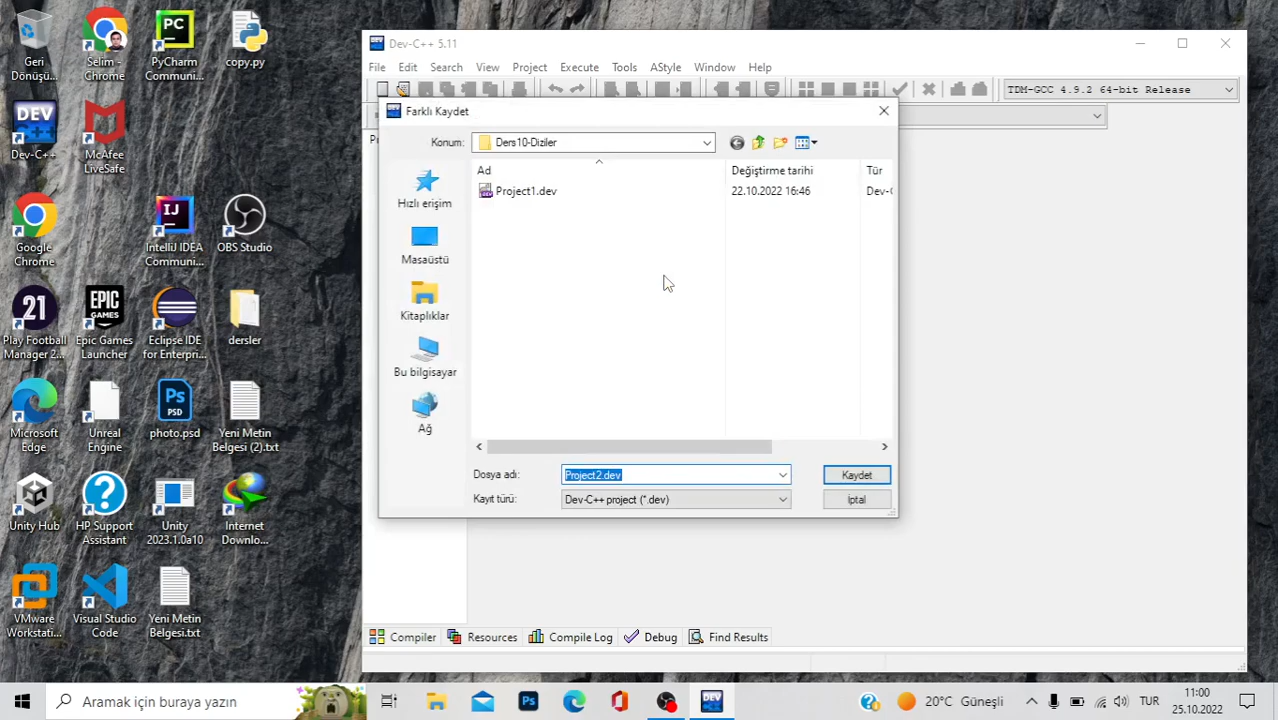 Geri
Dönüşü...
Selim -
Chrome
PC
PyCharm
Communi...
copy.py
DEV
C++
Dev-C++
McAfee
LiveSafe
Google
Chrome
IJ
IntelliJ IDEA
Communi...
OBS Studio
21
Play Football
Manager 2...
EPIC
GAMES
Epic Games
Launcher
Eclipse IDE
for Enterpri...
dersler
Microsoft
Edge
Unreal
Engine
Ps
PSD
photo.psd
Yeni Metin
Belgesi (2).txt
Unity Hub
HP Support
Assistant
Unity
2023.1.0a10
Internet
Downlo...
VMware
Workstati...
Visual Studio
Code
Yeni Metin
Belgesi.txt
Dev-C++ 5.11
File Edit Search View Project Execute Tools AStyle Window Help
TDM-GCC 4.9.2 64-bit Release
Farklı Kaydet
Konum: Ders10-Diziler
Ad Değiştirme tarihi Tür
Project1.dev 22.10.2022 16:46 Dev-C
Hızlı erişim
Masaüstü
Kitaplıklar
Bu bilgisayar
Ağ
Dosya adı: Project2.dev Kaydet
Kayıt türü: Dev-C++ project (*.dev) İptal
Compiler Resources Compile Log Debug Find Results
Aramak için buraya yazın
Ps
DEV
20°C Güneşli
TUR
11:00
25.10.2022